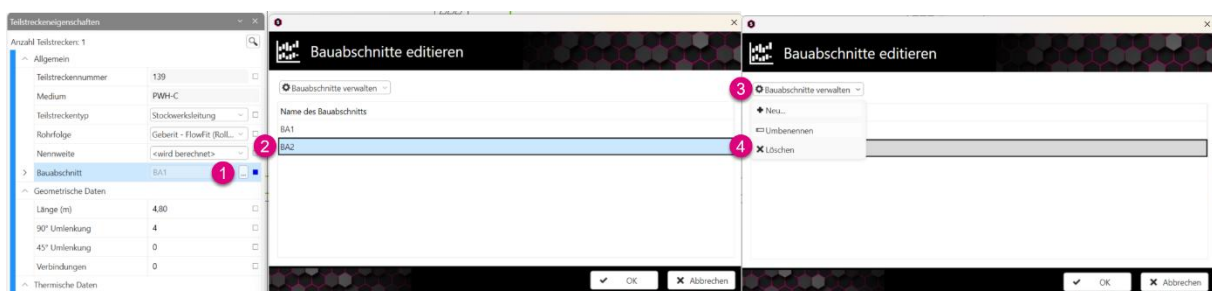 Teilstreckeneigenschaften
Anzahl Teilstrecken: 1
Allgemein
Teilstreckennummer 139
Medium PWH-C
Teilstreckentyp Stockwerksleitung
Rohrfolge Geberit - FlowFit (Roll...
Nennweite <wird berechnet>
Bauabschnitt BA1 1 ...
Geometrische Daten
Länge (m) 4,80
90° Umlenkung 4
45° Umlenkung 0
Verbindungen 0
Thermische Daten
Bauabschnitte editieren
Bauabschnitte verwalten
Name des Bauabschnitts
BA1
2 BA2
OK Abbrechen
Bauabschnitte editieren
3 Bauabschnitte verwalten
Neu...
Umbenennen
4 Löschen
OK Abbrechen